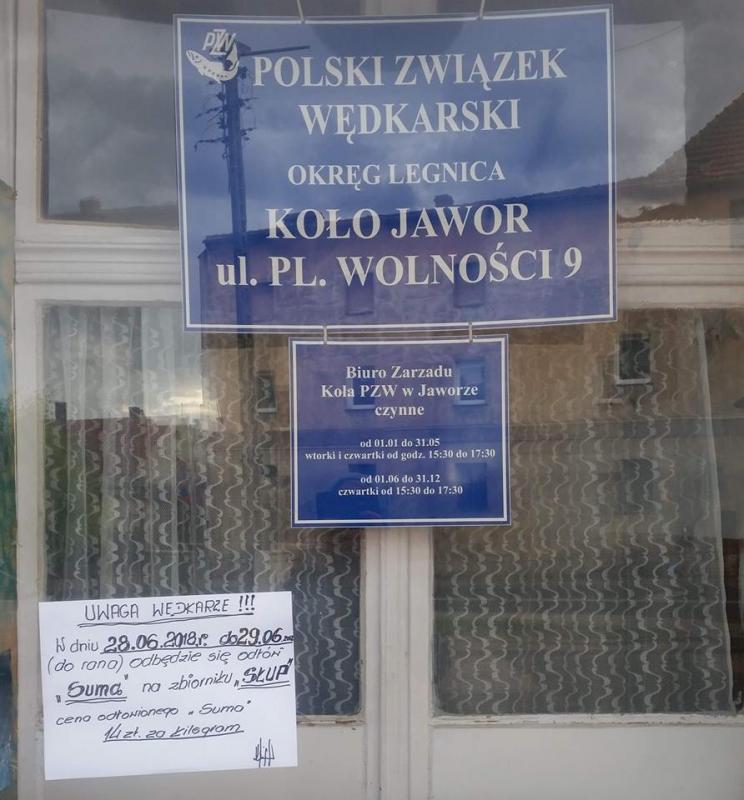 PZW
POLSKI ZWIĄZEK
WĘDKARSKI
OKRĘG LEGNICA
KOŁO JAWOR
ul. PL. WOLNOŚCI 9
Biuro Zarzadu
Koła PZW w Jaworze
czynne
od 01.01 do 31.05
wtorki i czwartki od godz. 15:30 do 17:30
od 01.06 do 31.12
czwartki od 15:30 do 17:30
UWAGA WĘDKARZE !!!
W dniu 28.06.2018r. do 29.06
(do rana) odbędzie się odłów
"Suma" na zbiorniku "SŁUP"
cena odłowionego "Suma"
14 zł. za kilogram